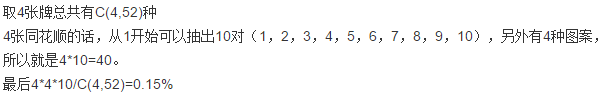 取4张牌总共有C(4,52)种
4张同花顺的话，从1开始可以抽出10对（1，2，3，4，5，6，7，8，9，10），另外有4种图案，
所以就是4*10=40。
最后4*4*10/C(4,52)=0.15%